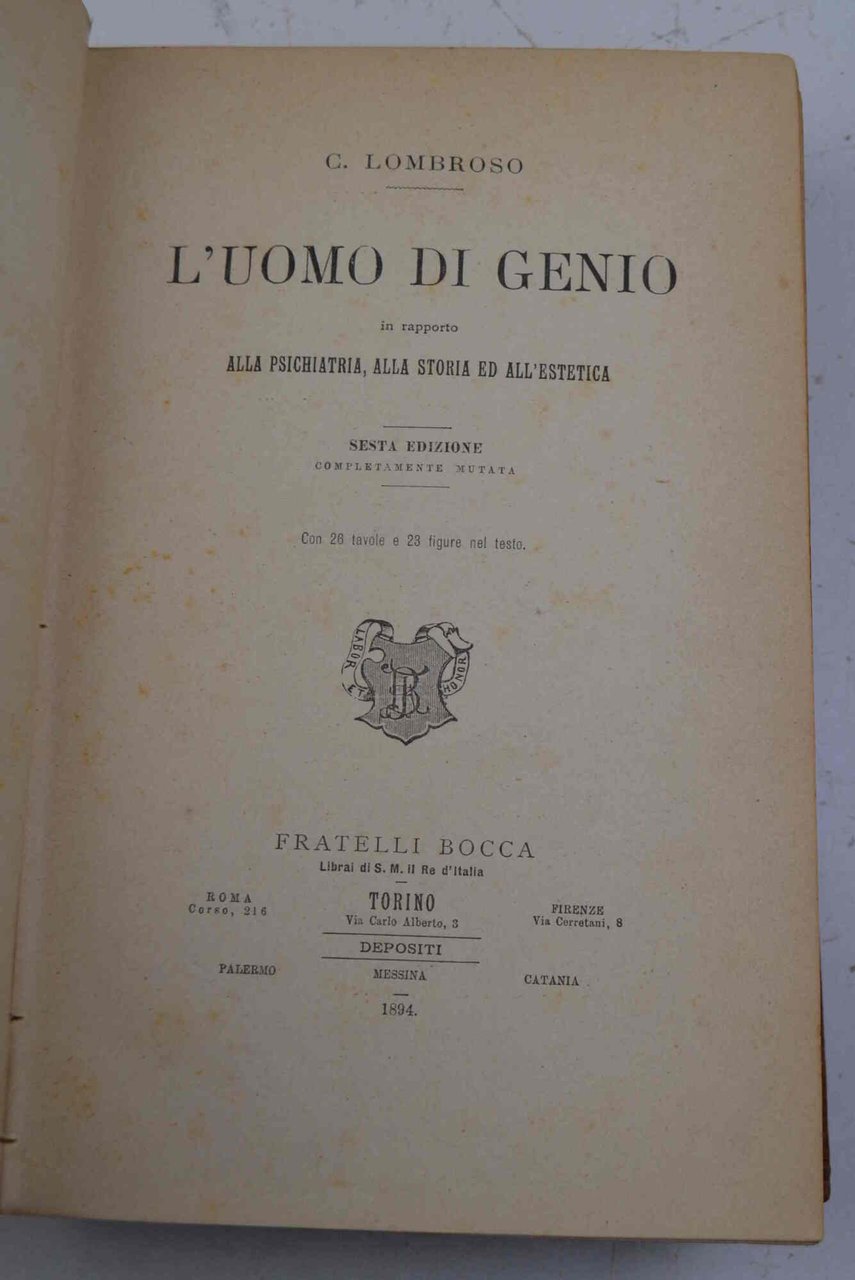 C. LOMBROSO
L'UOMO DI GENIO
in rapporto
ALLA PSICHIATRIA, ALLA STORIA ED ALL'ESTETICA
SESTA EDIZIONE
COMPLETAMENTE MUTATA
Con 26 tavole e 23 figure nel testo.
LABOR ET HONOR
FRATELLI BOCCA
Librai di S. M. il Re d'Italia
ROMA
Corso, 216
TORINO
Via Carlo Alberto, 3
FIRENZE
Via Cerretani, 8
DEPOSITI
PALERMO MESSINA CATANIA
1894.